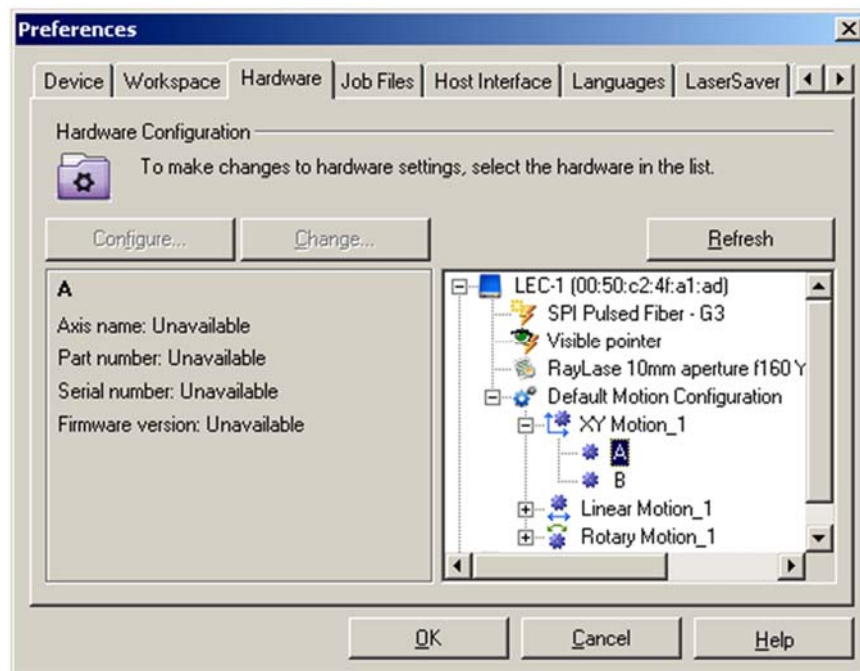 Preferences
Device Workspace Hardware Job Files Host Interface Languages LaserSaver
Hardware Configuration
To make changes to hardware settings, select the hardware in the list.
Configure... Change... Refresh
A
Axis name: Unavailable
Part number: Unavailable
Serial number: Unavailable
Firmware version: Unavailable
LEC-1 (00:50:c2:4f:a1:ad)
SPI Pulsed Fiber - G3
Visible pointer
RayLase 10mm aperture f160 Y
Default Motion Configuration
XY Motion_1
A
B
Linear Motion_1
Rotary Motion_1
OK Cancel Help